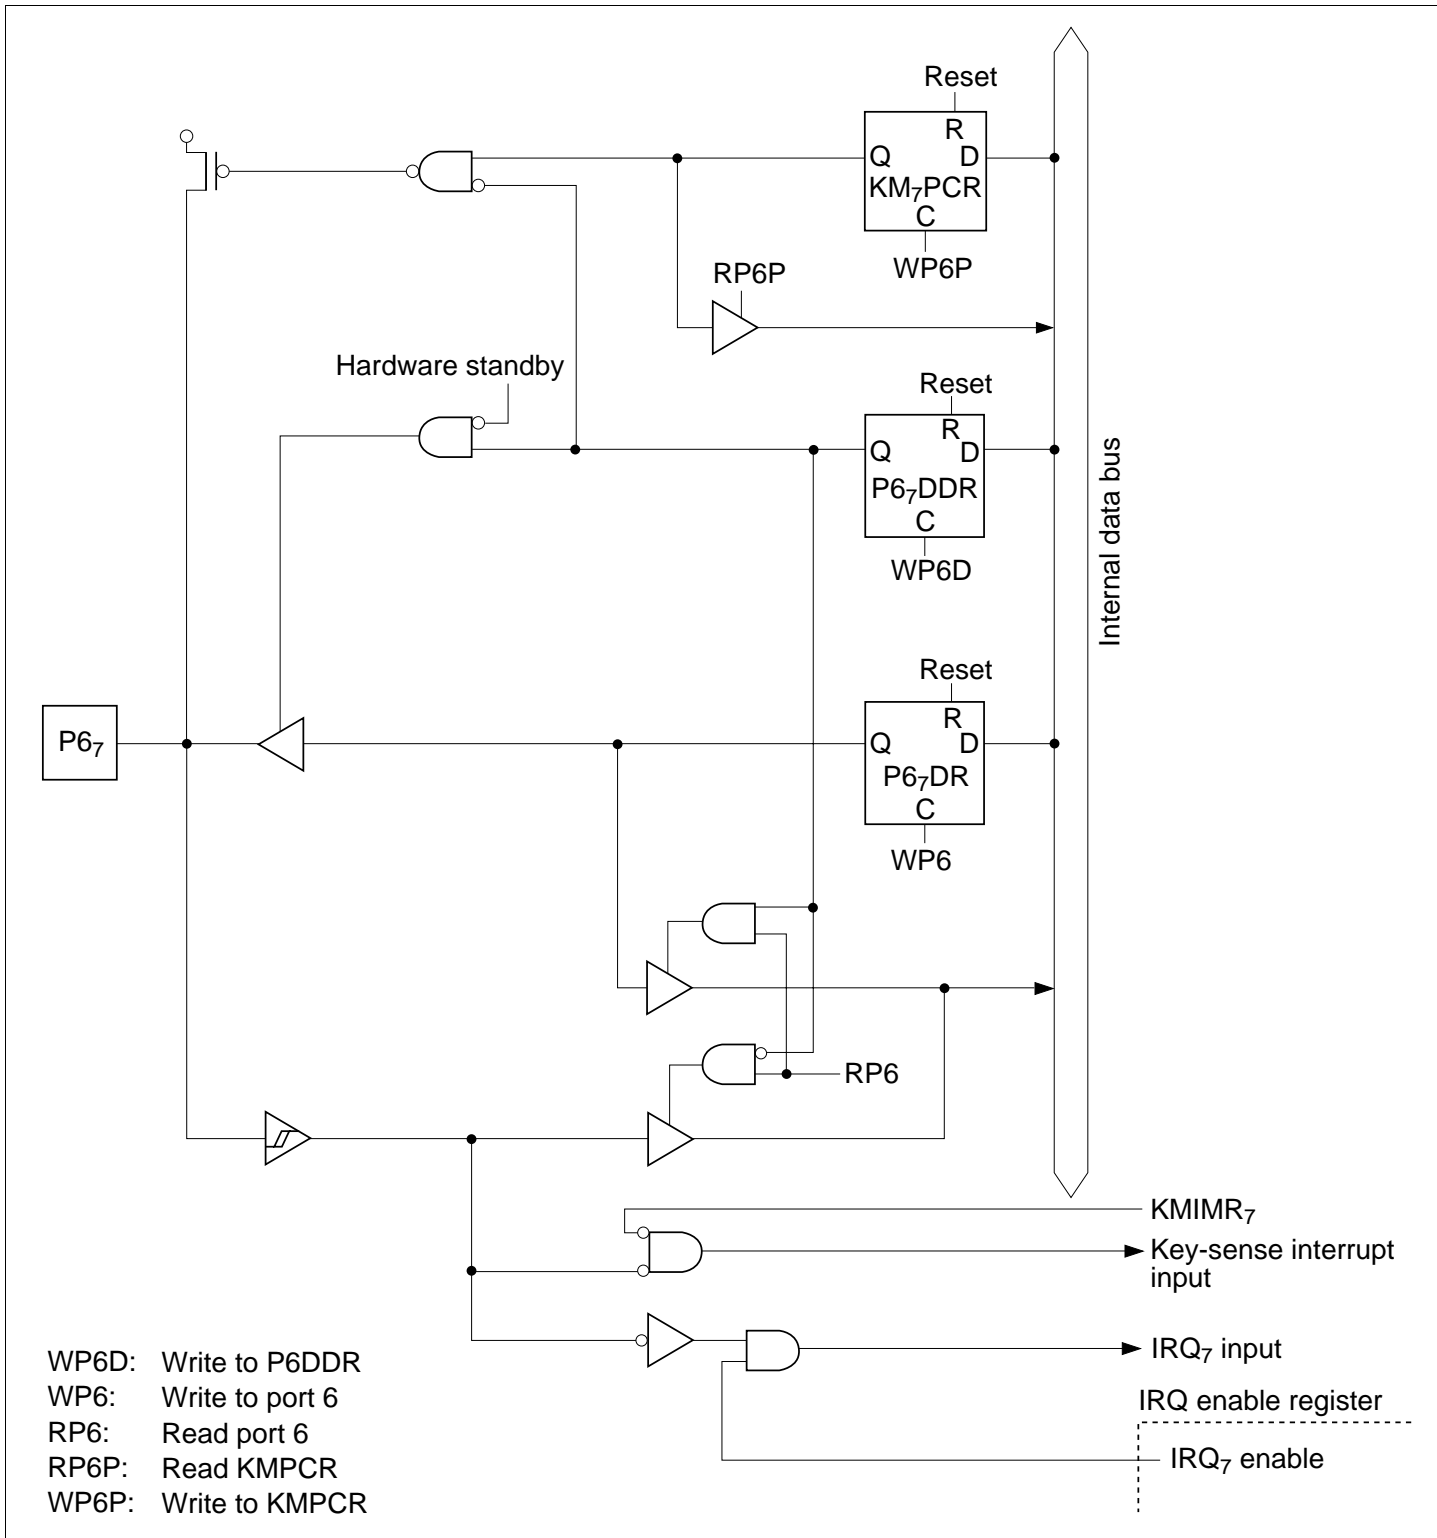 Reset
R
Q D
KM₇PCR
C
WP6P
RP6P
Hardware standby
Reset
R
Q D
P6₇DDR
C
WP6D
Internal data bus
Reset
R
P6₇
Q D
P6₇DR
C
WP6
RP6
KMIMR₇
Key-sense interrupt
input
IRQ₇ input
IRQ enable register
IRQ₇ enable
WP6D: Write to P6DDR
WP6: Write to port 6
RP6: Read port 6
RP6P: Read KMPCR
WP6P: Write to KMPCR